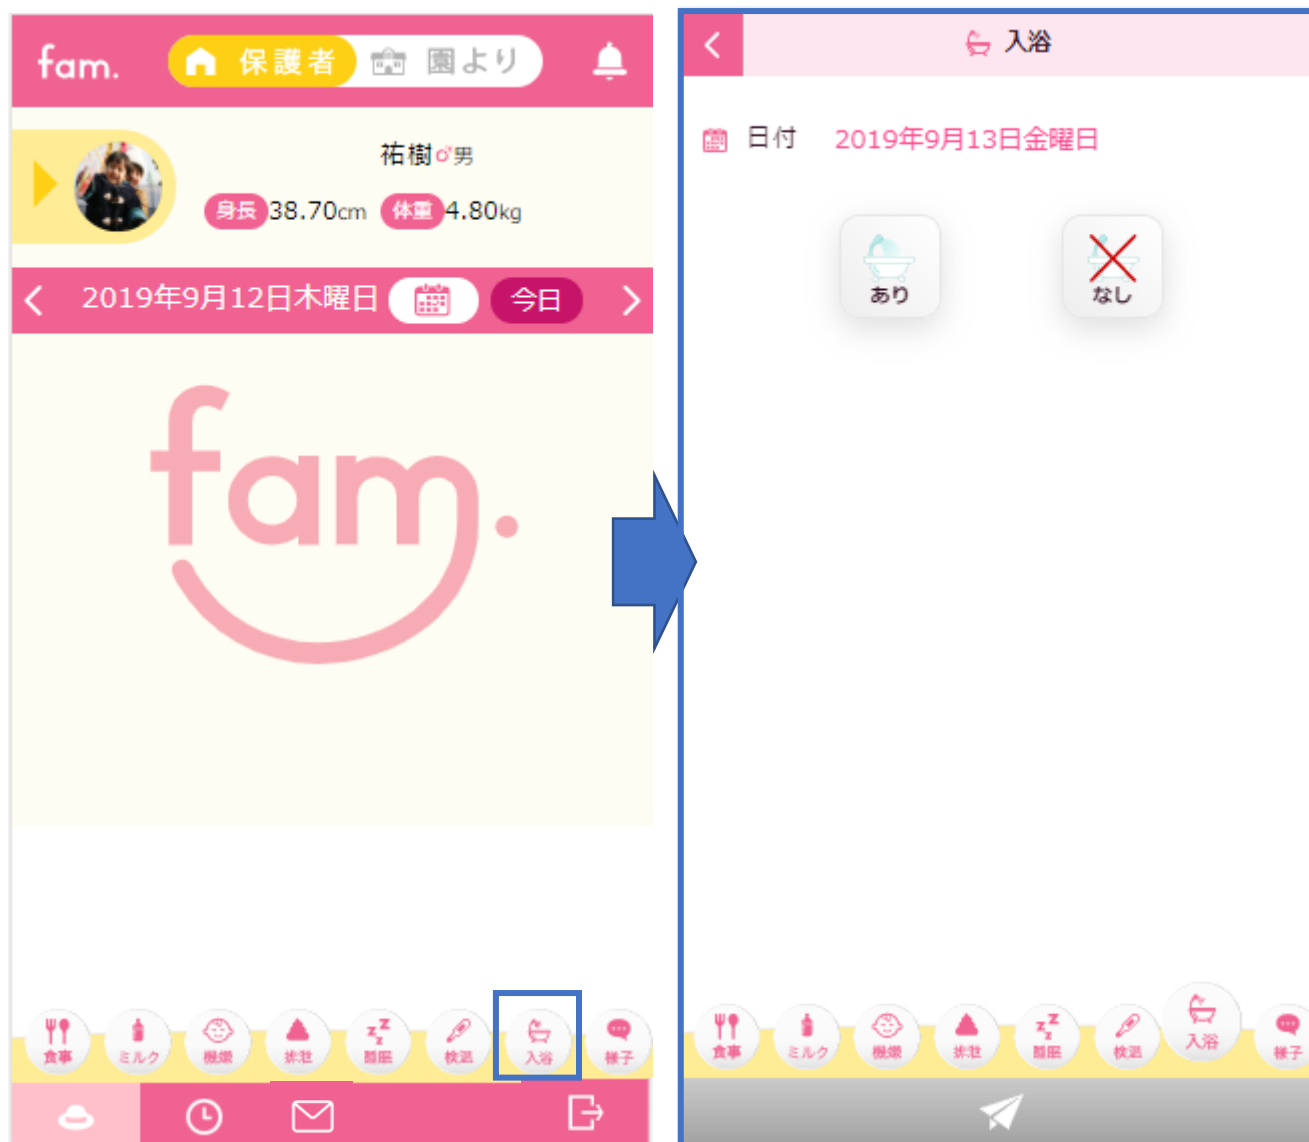 fam.
保護者
園より
祐樹♂男
身長 38.70cm 体重 4.80kg
2019年9月12日木曜日
今日
fam.
食事
ミルク
機嫌
排泄
睡眠
検温
入浴
様子
入浴
日付 2019年9月13日金曜日
あり
なし
食事
ミルク
機嫌
排泄
睡眠
検温
入浴
様子